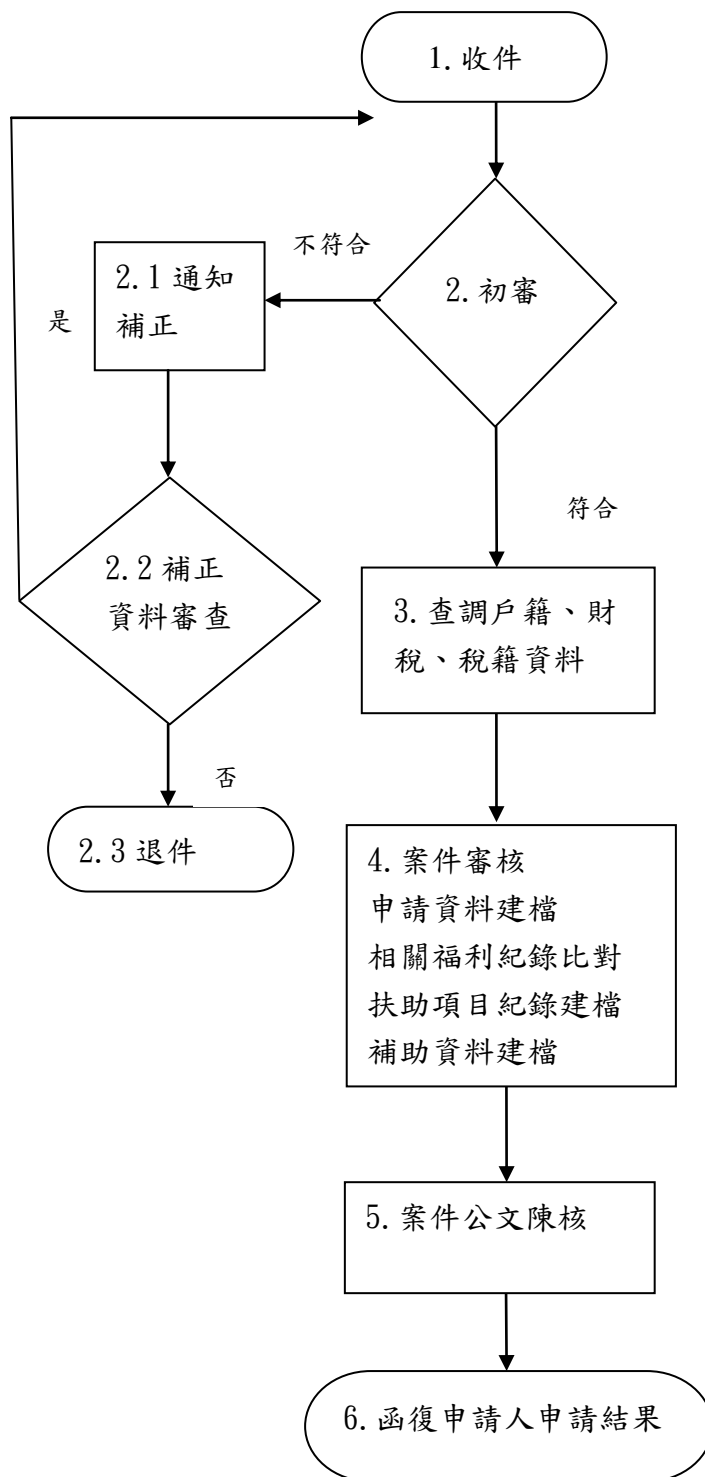 1.收件
不符合
2.1 通知
補正
是
2.初審
符合
2.2 補正
資料審查
3.查調戶籍、財
稅、稅籍資料
否
2.3 退件
4.案件審核
申請資料建檔
相關福利紀錄比對
扶助項目紀錄建檔
補助資料建檔
5.案件公文陳核
6.函復申請人申請結果